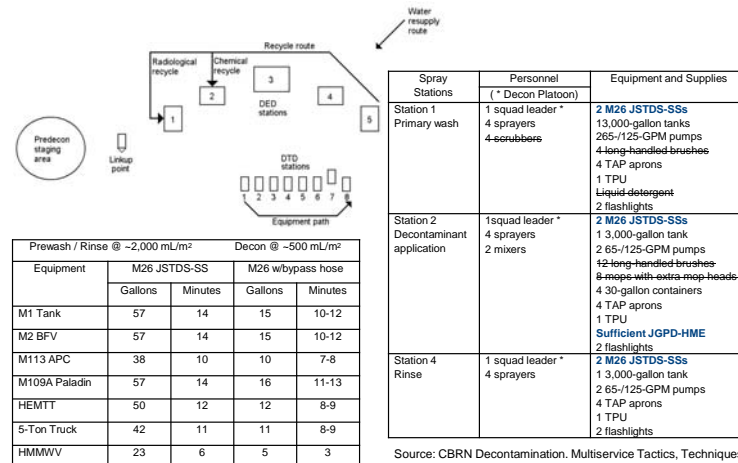 Water
resupply
route
Recycle route
Radiological
recycle
Chemical
recycle
1
2
3
DED
stations
4
5
Predecon
staging
area
Linkup
point
DTD
stations
1 2 3 4 5 6 7 8
Equipment path
Prewash / Rinse @ ~2,000 mL/m² Decon @ ~500 mL/m²
Equipment M26 JSTDS-SS M26 w/bypass hose
Gallons Minutes Gallons Minutes
M1 Tank 57 14 15 10-12
M2 BFV 57 14 15 10-12
M113 APC 38 10 10 7-8
M109A Paladin 57 14 16 11-13
HEMTT 50 12 12 8-9
5-Ton Truck 42 11 11 8-9
HMMWV 23 6 5 3
Spray
Stations
Personnel
( * Decon Platoon)
Equipment and Supplies
Station 1
Primary wash
1 squad leader *
4 sprayers
4 scrubbers
2 M26 JSTDS-SSs
13,000-gallon tanks
265-/125-GPM pumps
4 long-handled brushes
4 TAP aprons
1 TPU
Liquid detergent
2 flashlights
Station 2
Decontaminant
application
1squad leader *
4 sprayers
2 mixers
2 M26 JSTDS-SSs
1 3,000-gallon tank
2 65-/125-GPM pumps
12 long-handled brushes
8 mops with extra mop heads
4 30-gallon containers
4 TAP aprons
1 TPU
Sufficient JGPD-HME
2 flashlights
Station 4
Rinse
1 squad leader *
4 sprayers
2 M26 JSTDS-SSs
1 3,000-gallon tank
2 65-/125-GPM pumps
4 TAP aprons
1 TPU
2 flashlights
Source: CBRN Decontamination. Multiservice Tactics, Technique